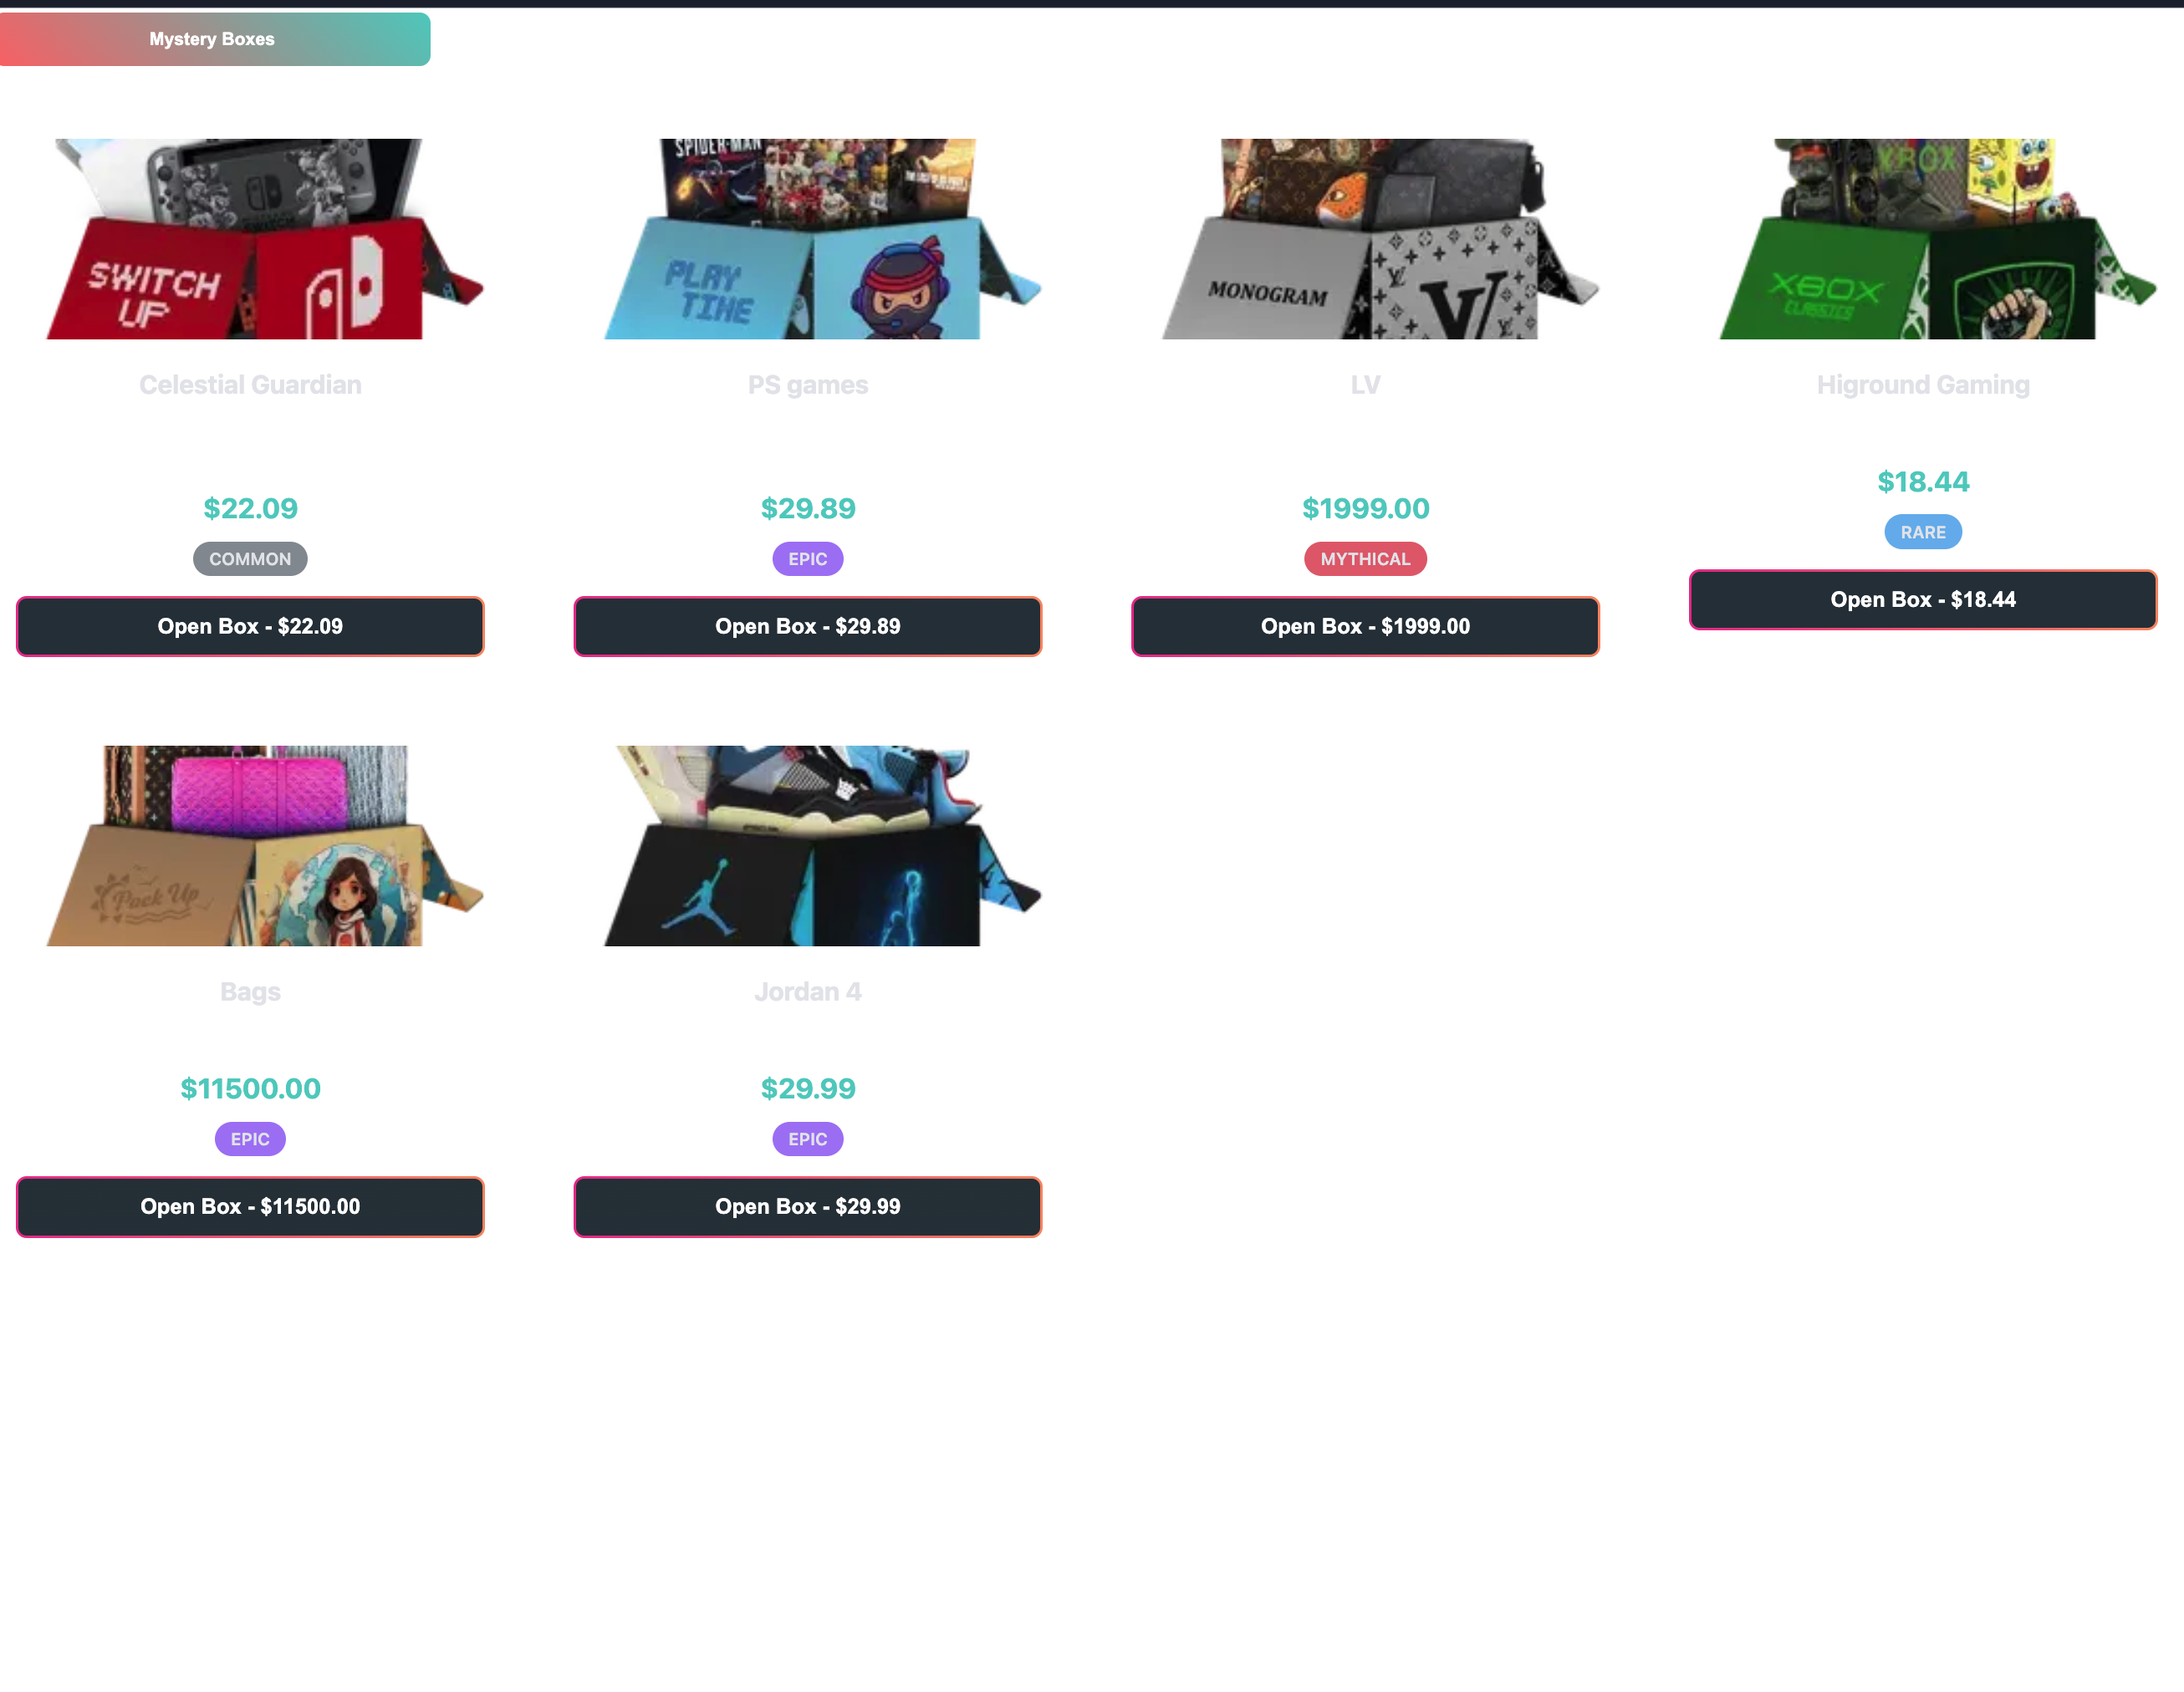 Mystery Boxes
SPIDER-MAN
SWITCH
UP
PLAY
TIME
MONOGRAM
LV
V
XBOX
XBOX
CLASSICS
Celestial Guardian
PS games
LV
Higround Gaming
$22.09
$29.89
$1999.00
$18.44
COMMON
EPIC
MYTHICAL
RARE
Open Box - $22.09
Open Box - $29.89
Open Box - $1999.00
Open Box - $18.44
Pack Up
Bags
Jordan 4
$11500.00
$29.99
EPIC
EPIC
Open Box - $11500.00
Open Box - $29.99